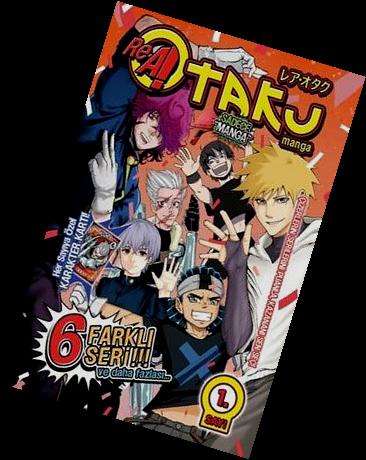 Re:A!
レア・オタク
OTAKU
manga
SADECE
MANGA
Her Sayıya Özel
KARAKTER KARTI!
6 FARKLI
SERİ!!!
ve daha fazlası...
1.
SAYI